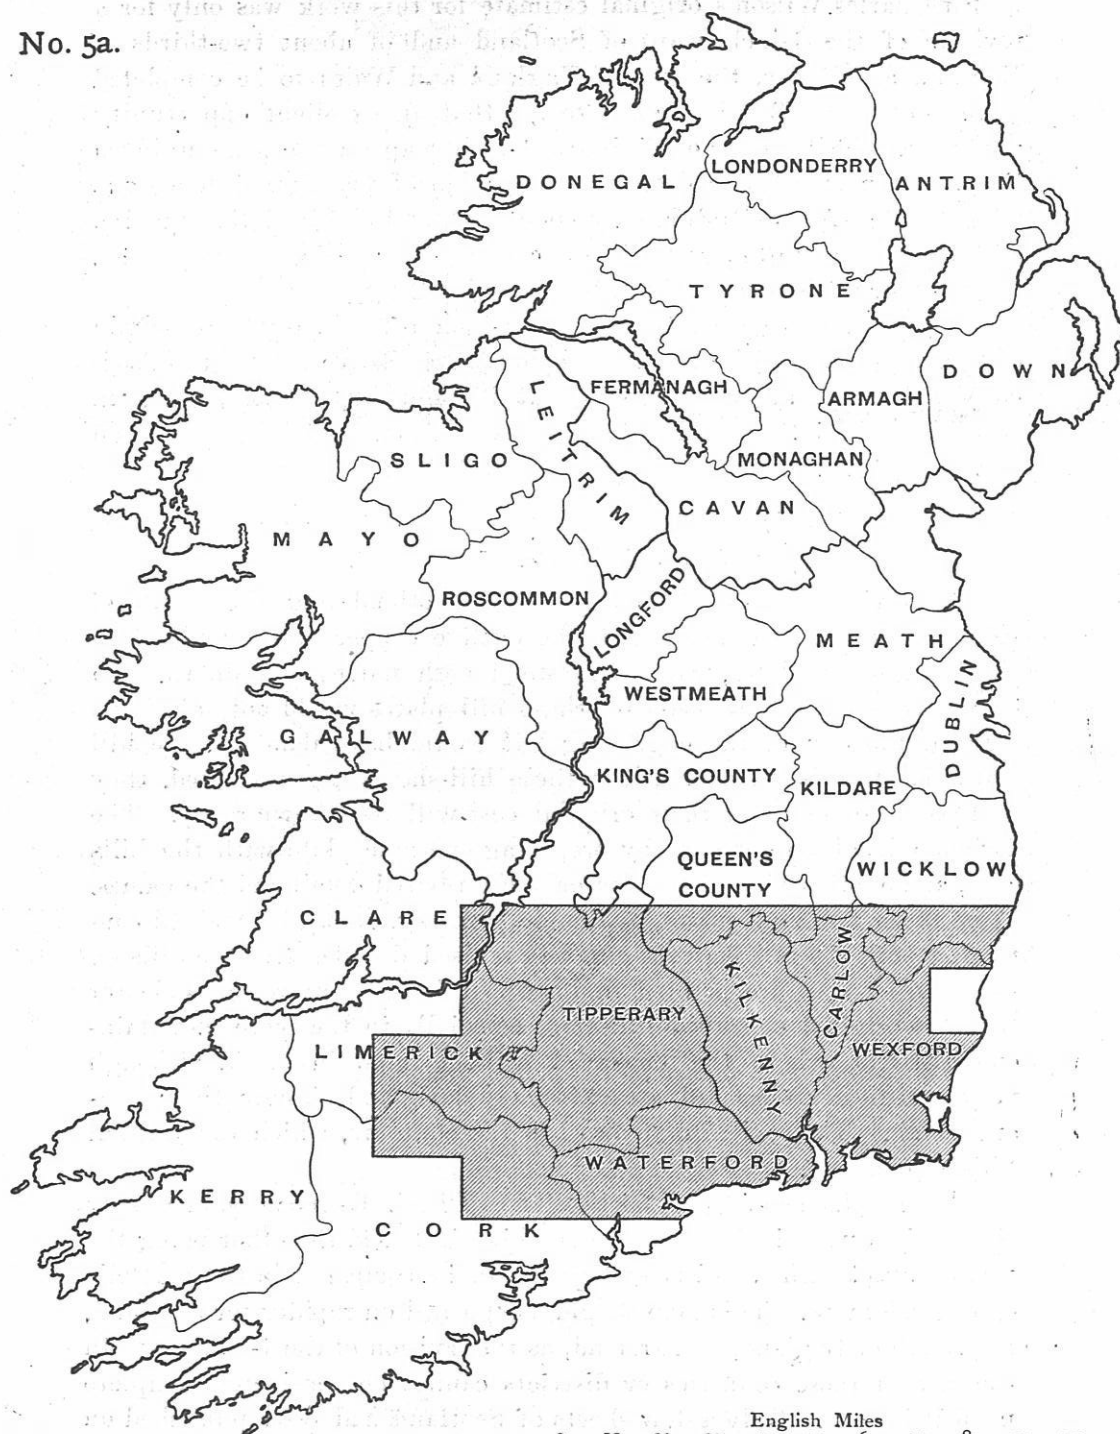 No. 5a.
DONEGAL
LONDONDERRY
ANTRIM
TYRONE
FERMANAGH
ARMAGH
DOWN
LEITRIM
MONAGHAN
SLIGO
CAVAN
MAYO
ROSCOMMON
LONGFORD
MEATH
WESTMEATH
DUBLIN
GALWAY
KING'S COUNTY
KILDARE
QUEEN'S
COUNTY
WICKLOW
CLARE
CARLOW
KILKENNY
TIPPERARY
LIMERICK
WEXFORD
WATERFORD
KERRY
CORK
English Miles